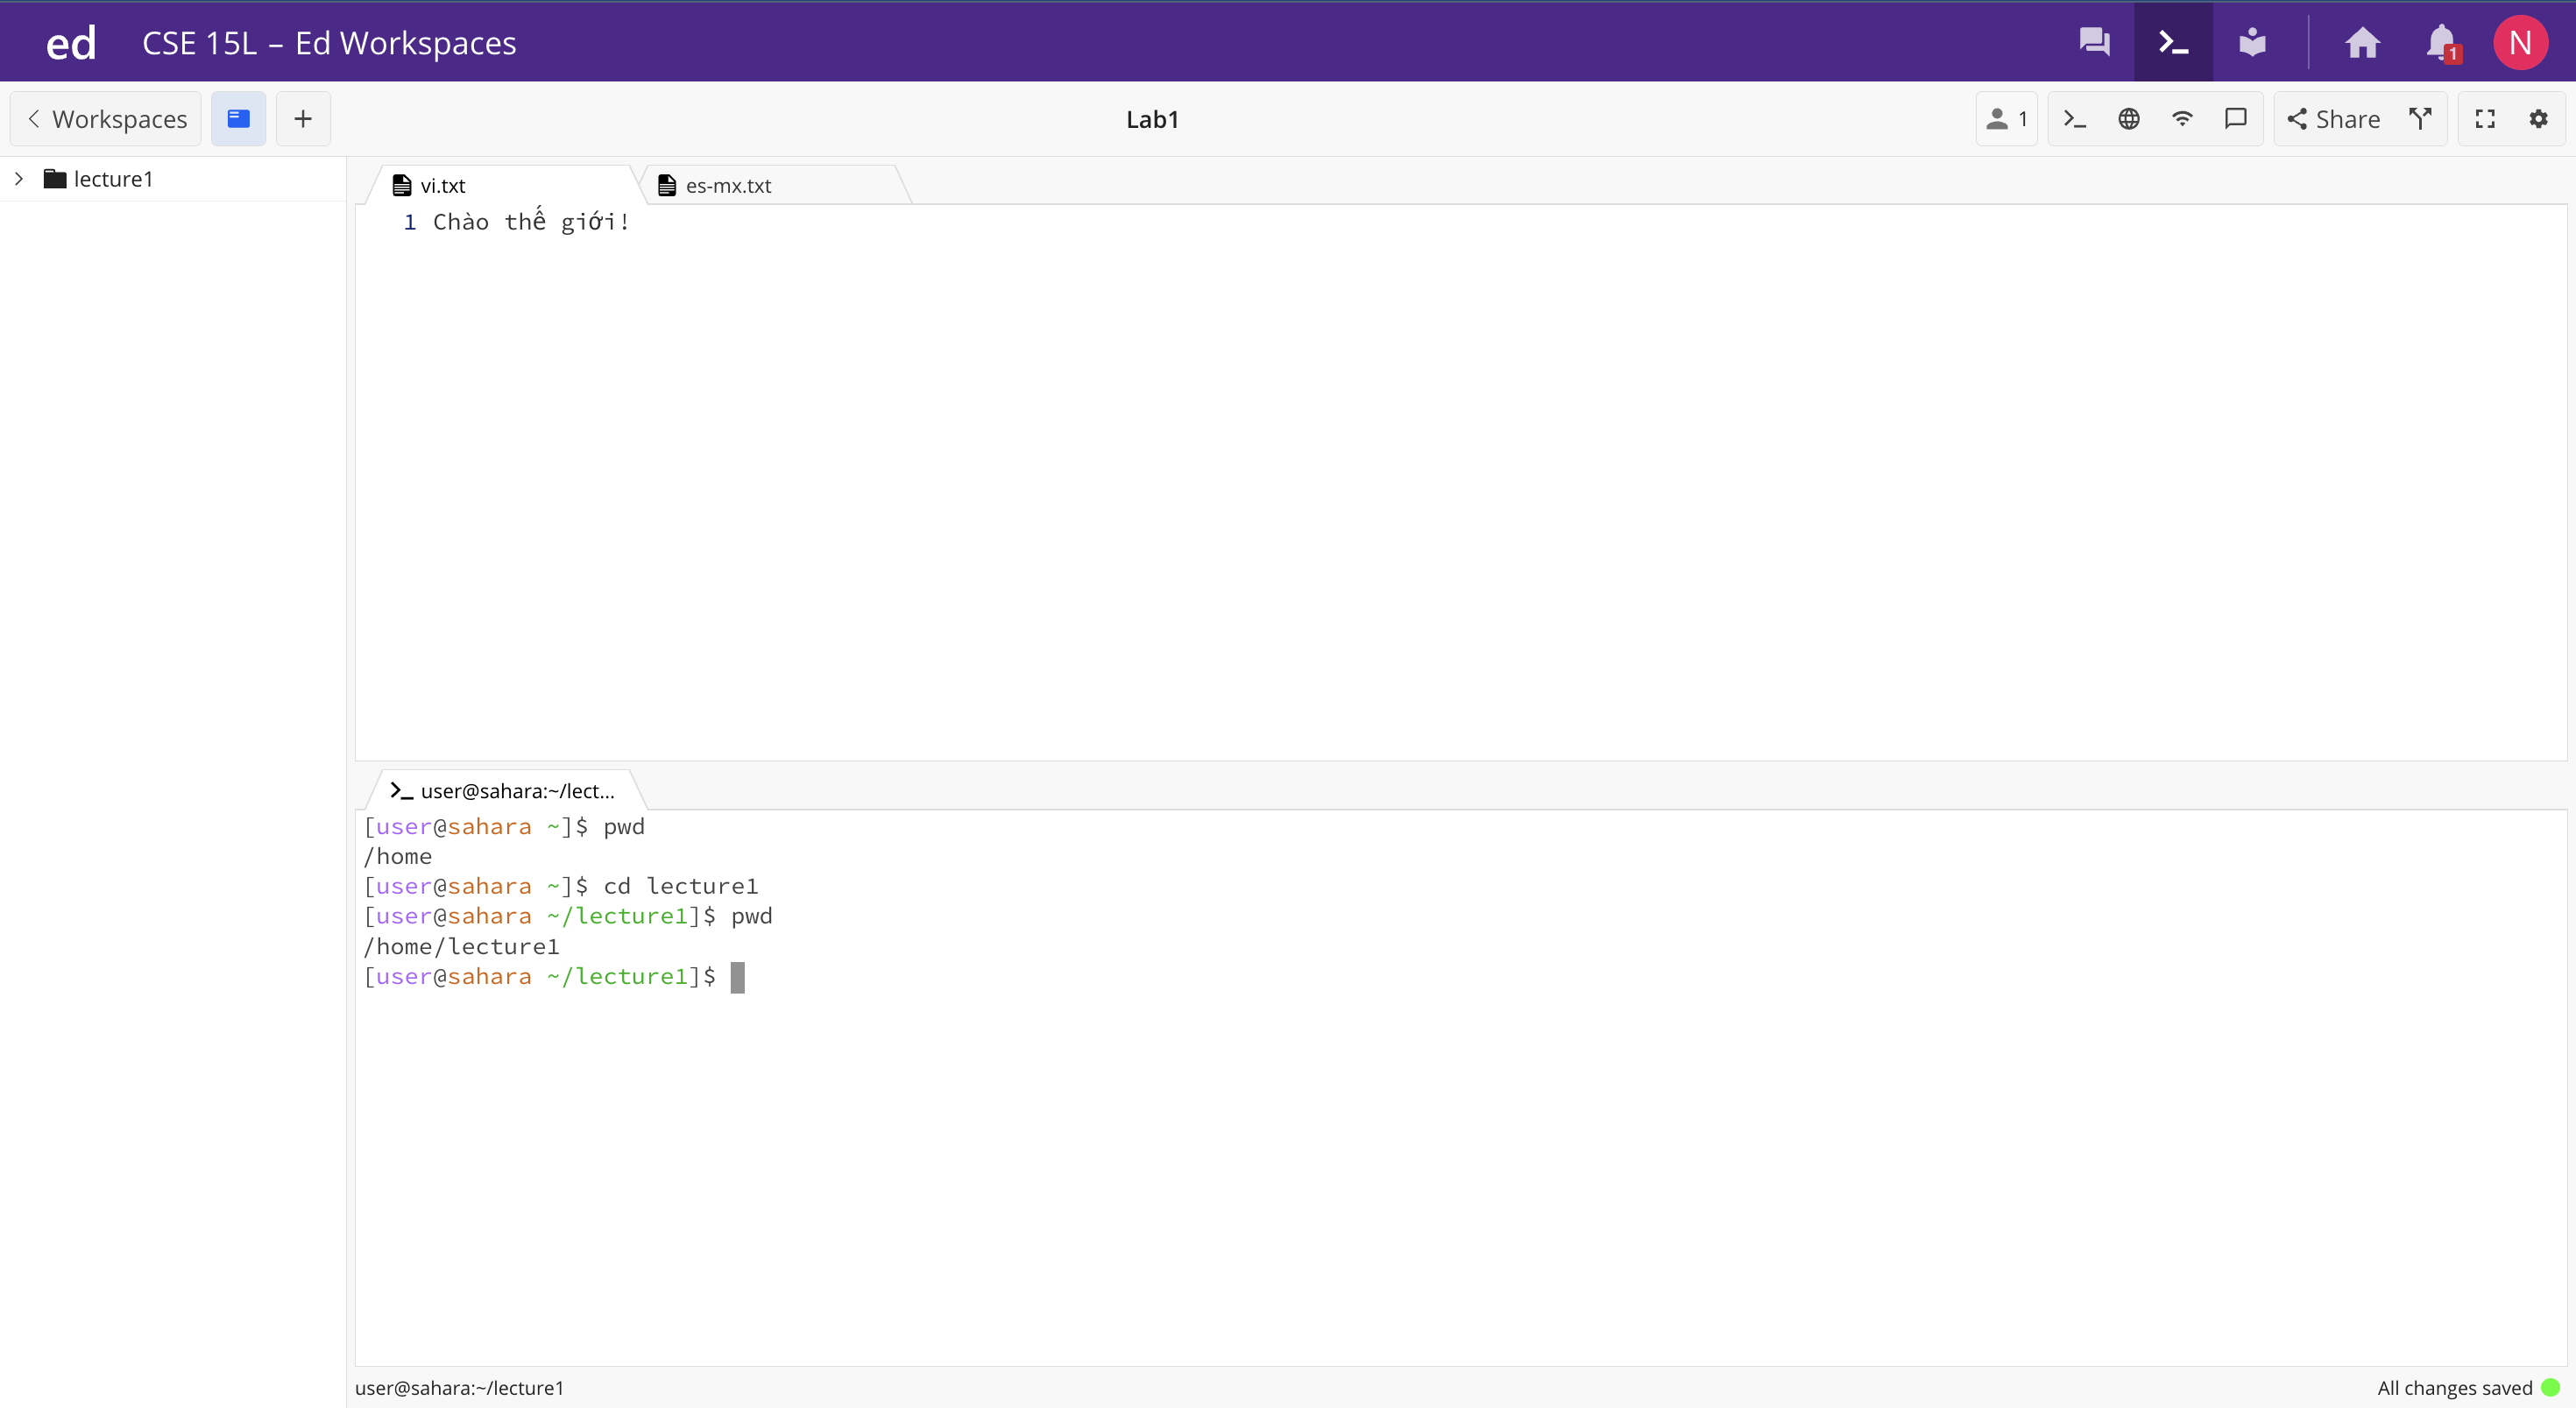 ed CSE 15L – Ed Workspaces 1 N
Workspaces + Lab1 1 Share
lecture1
vi.txt es-mx.txt
1 Chào thế giới!
user@sahara:~/lect...
[user@sahara ~]$ pwd
/home
[user@sahara ~]$ cd lecture1
[user@sahara ~/lecture1]$ pwd
/home/lecture1
[user@sahara ~/lecture1]$
user@sahara:~/lecture1 All changes saved